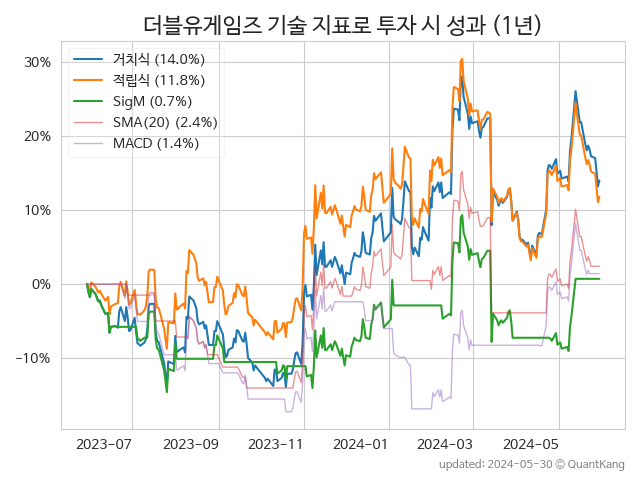 더블유게임즈 기술 지표로 투자 시 성과 (1년)
30%
20%
10%
0%
−10%
거치식 (14.0%)
적립식 (11.8%)
SigM (0.7%)
SMA(20) (2.4%)
MACD (1.4%)
2023-07 2023-09 2023-11 2024-01 2024-03 2024-05
updated: 2024-05-30 © QuantKang